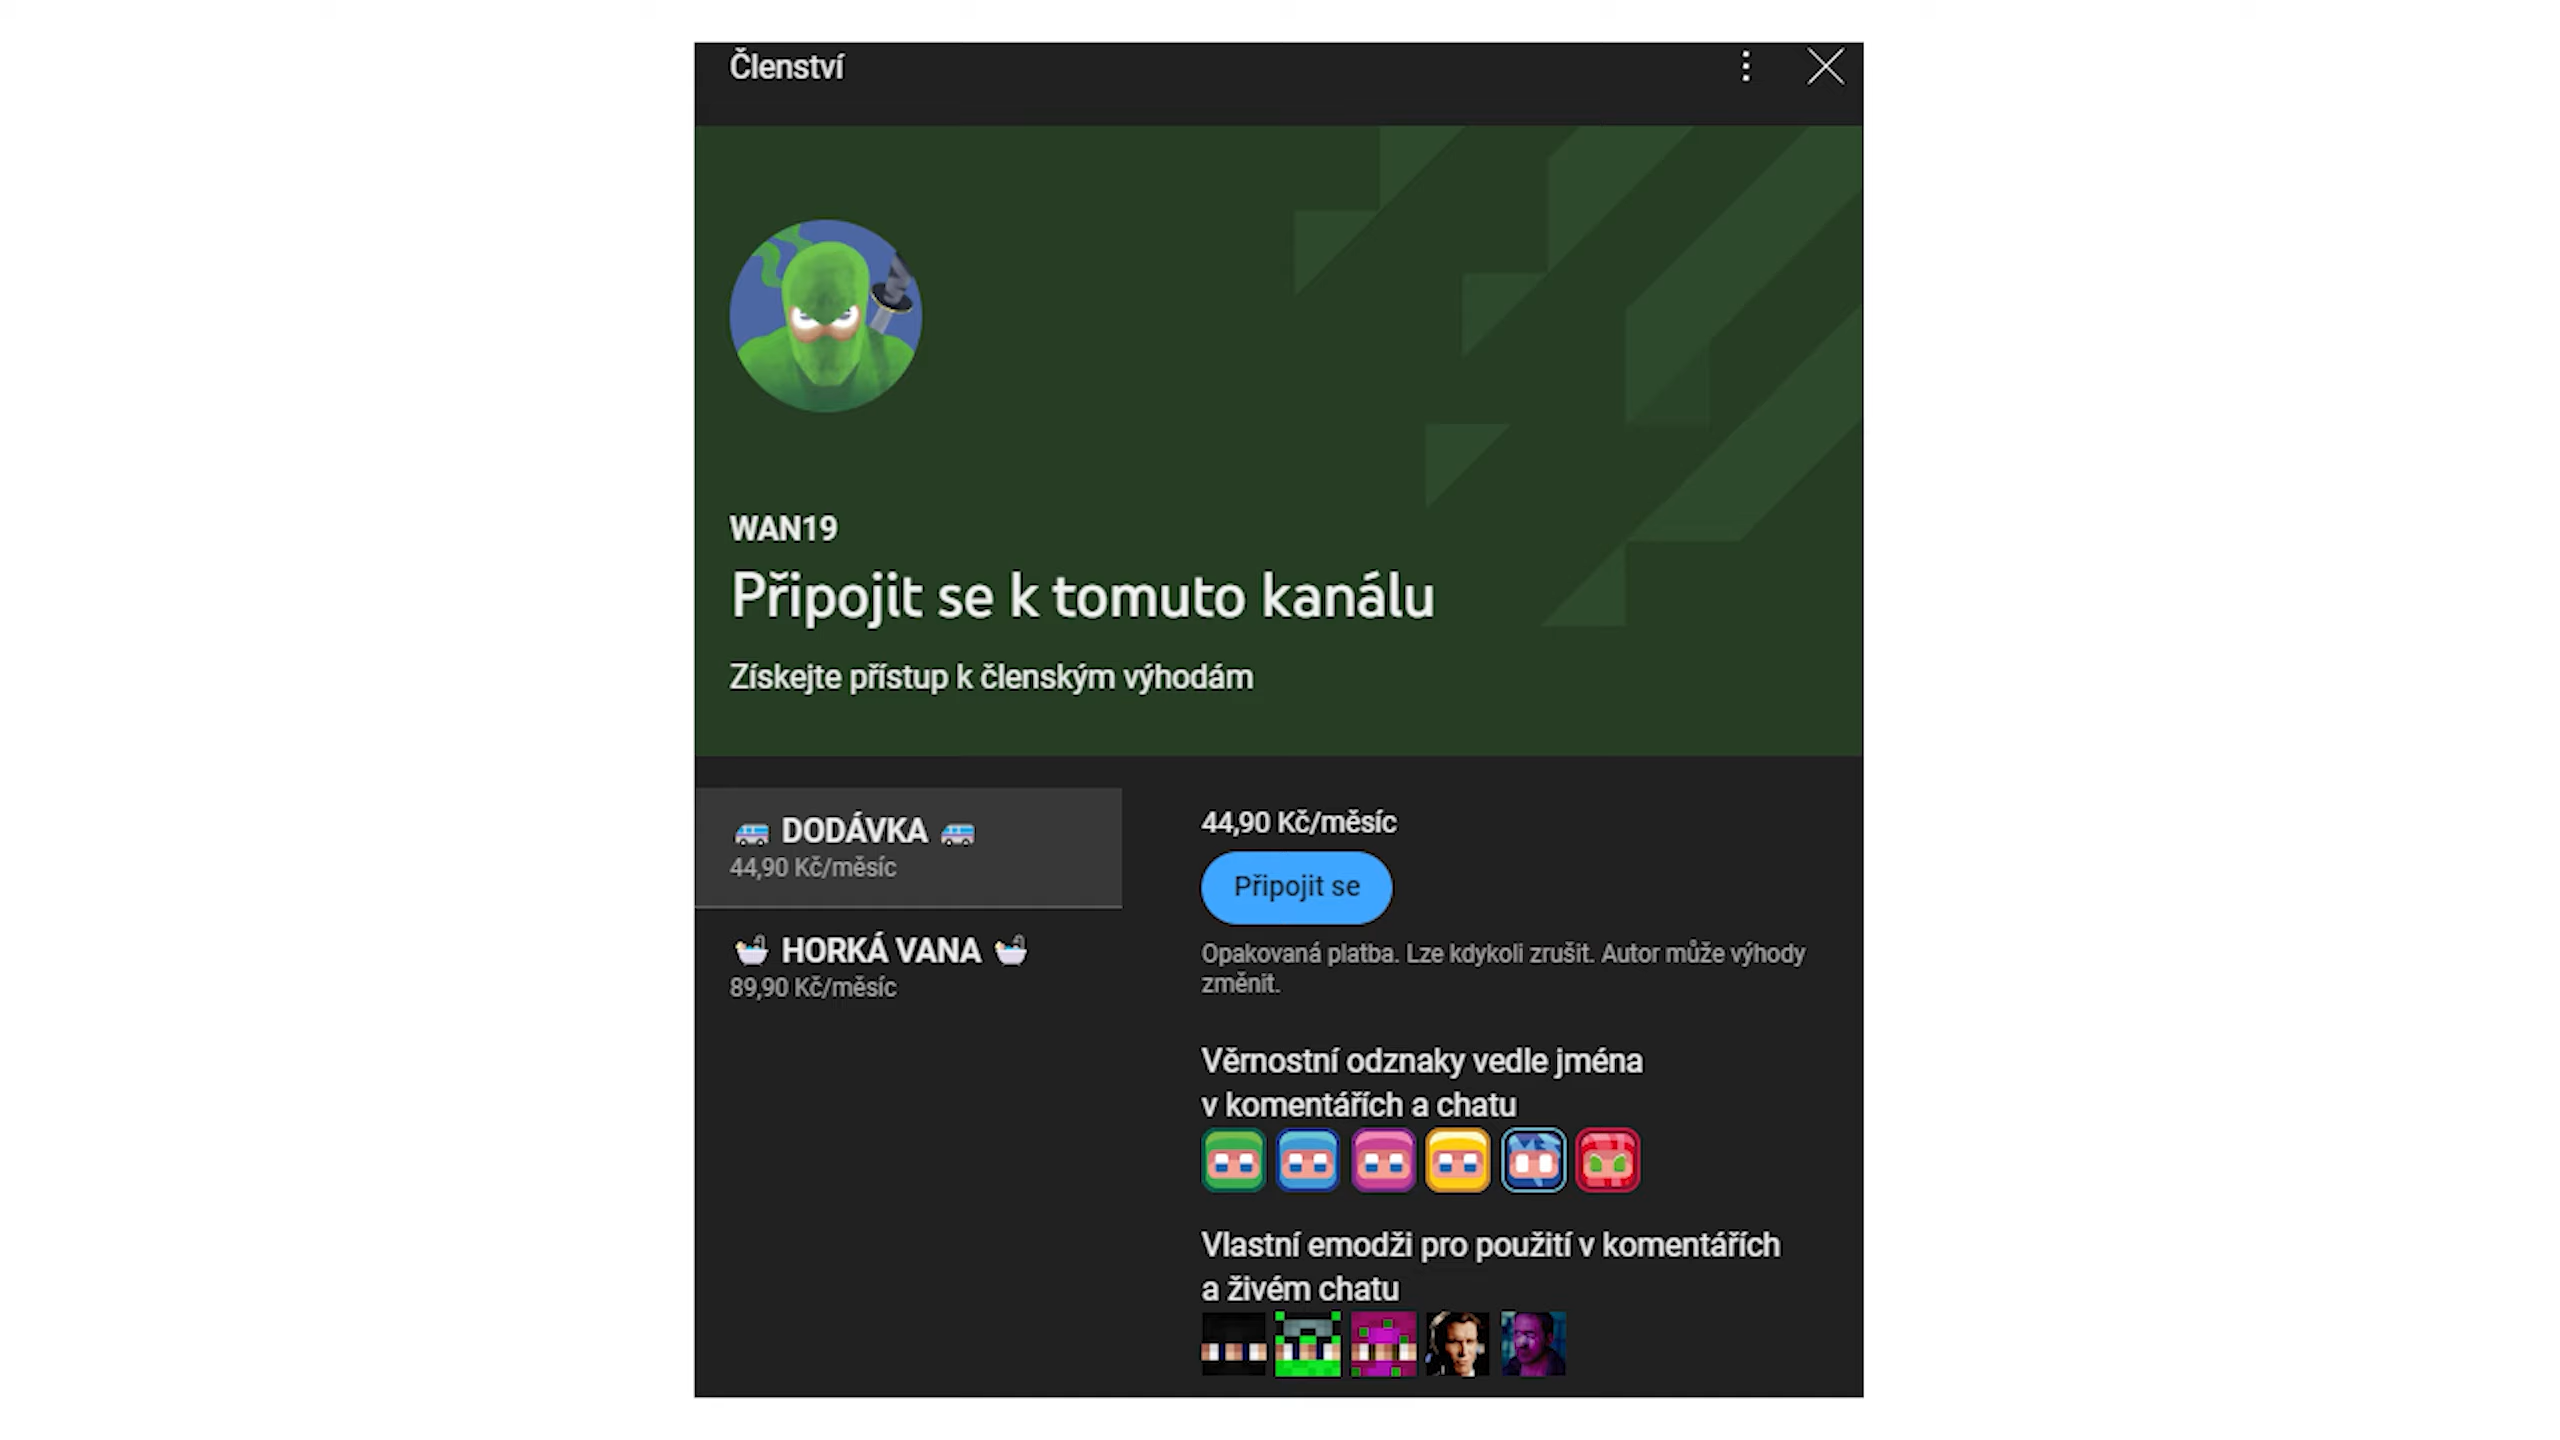 Členství
WAN19
Připojit se k tomuto kanálu
Získejte přístup k členským výhodám
DODÁVKA
44,90 Kč/měsíc
HORKÁ VANA
89,90 Kč/měsíc
44,90 Kč/měsíc
Připojit se
Opakovaná platba. Lze kdykoli zrušit. Autor může výhody
změnit.
Věrnostní odznaky vedle jména
v komentářích a chatu
Vlastní emodži pro použití v komentářích
a živém chatu